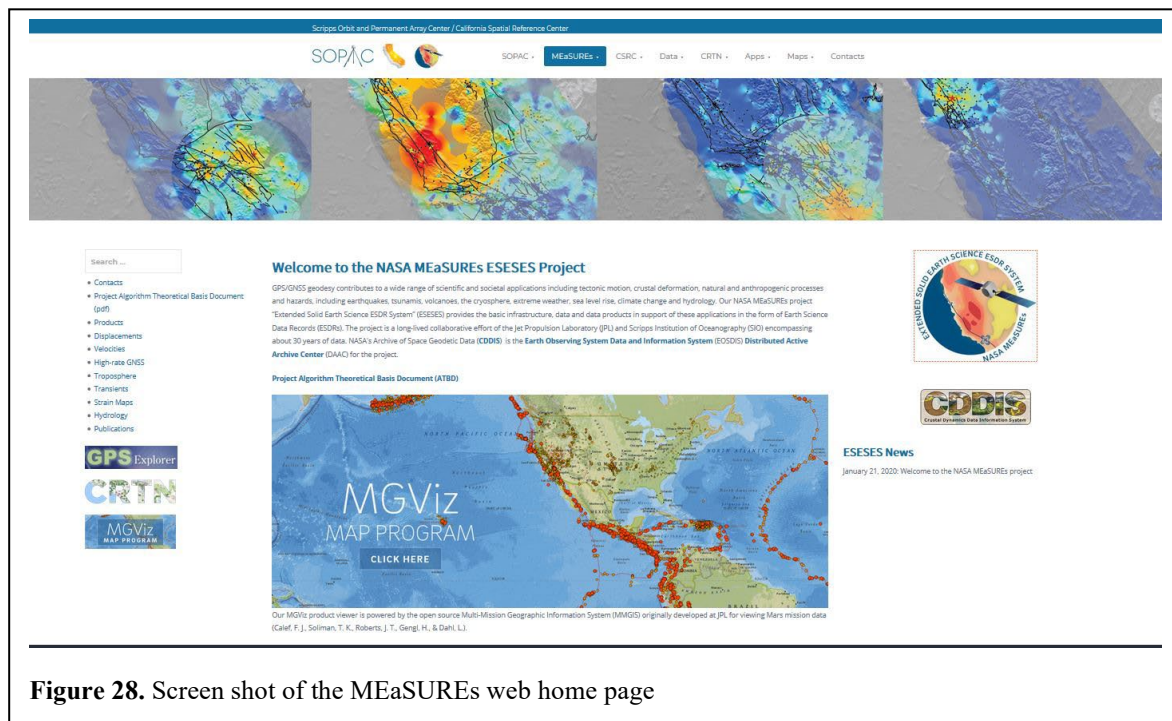 Scripps Orbit and Permanent Array Center / California Spatial Reference Center
SOPAC
SOPAC
MEaSUREs
CSRC
Data
CRTN
Apps
Maps
Contacts
Search ...
Contacts
Project Algorithm Theoretical Basis Document
(pdf)
Products
Displacements
Velocities
High-rate GNSS
Troposphere
Transients
Strain Maps
Hydrology
Publications
GPS Explorer
CRTN
MGViz
MAP PROGRAM
Welcome to the NASA MEaSUREs ESESES Project
GPS/GNSS geodesy contributes to a wide range of scientific and societal applications including tectonic motion, crustal deformation, natural and anthropogenic processes
and hazards, including earthquakes, tsunamis, volcanoes, the cryosphere, extreme weather, sea level rise, climate change and hydrology. Our NASA MEaSUREs project
"Extended Solid Earth Science ESDR System" (ESESES) provides the basic infrastructure, data and data products in support of these applications in the form of Earth Science
Data Records (ESDRs). The project is a long-lived collaborative effort of the Jet Propulsion Laboratory (JPL) and Scripps Institution of Oceanography (SIO) encompassing
about 30 years of data. NASA's Archive of Space Geodetic Data (CDDIS) is the Earth Observing System Data and Information System (EOSDIS) Distributed Active
Archive Center (DAAC) for the project.
Project Algorithm Theoretical Basis Document (ATBD)
NORTH PACIFIC OCEAN
NORTH ATLANTIC OCEAN
MGViz
MAP PROGRAM
CLICK HERE
Our MGViz product viewer is powered by the open source Multi-Mission Geographic Information System (MMGIS) originally developed at JPL for viewing Mars mission data
(Calef, F. J., Soliman, T. K., Roberts, J. T., Gengl, H., & Dahl, L.).
EXTENDED SOLID EARTH SCIENCE ESDR SYSTEM
NASA MEaSUREs
CDDIS
Crustal Dynamics Data Information System
ESESES News
January 21, 2020: Welcome to the NASA MEaSUREs project
Figure 28. Screen shot of the MEaSUREs web home page